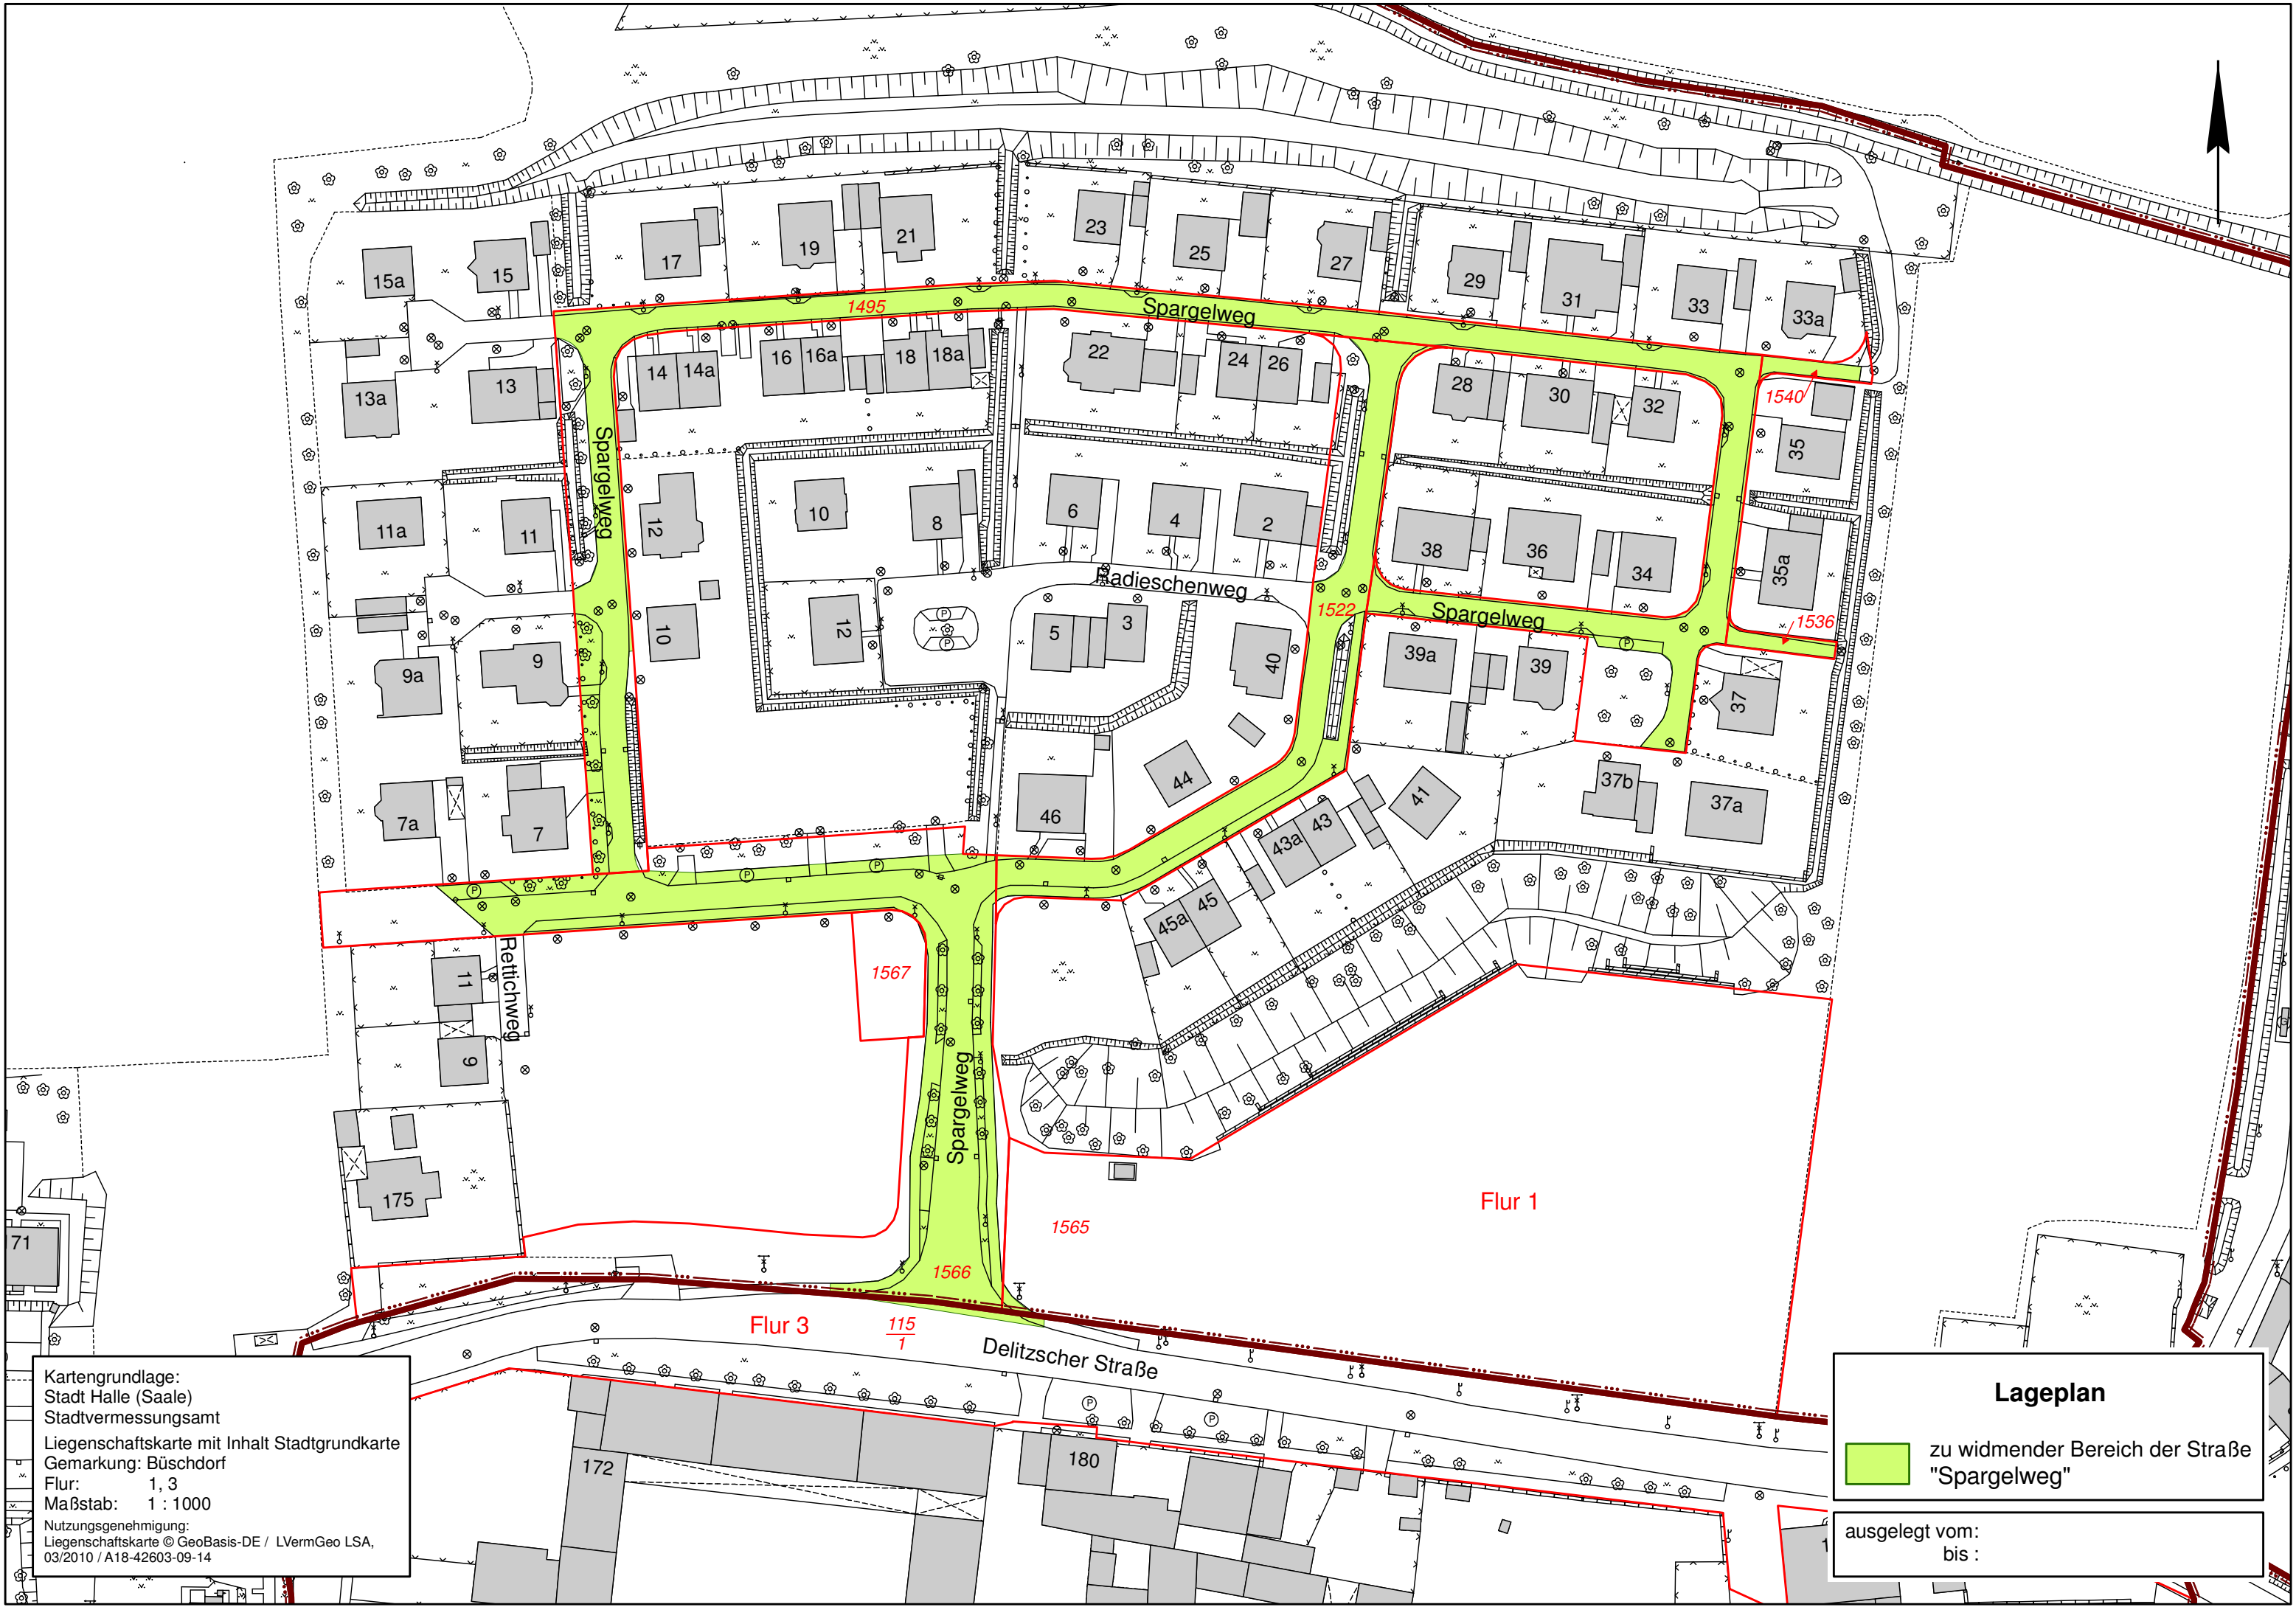 15a
15
17
19
21
23
25
27
29
31
33
33a
1495
Spargelweg
13a
13
14
14a
16
16a
18
18a
22
24
26
28
30
32
1540
35
Spargelweg
11a
11
12
10
8
6
4
2
38
36
34
35a
Radieschenweg
1522
Spargelweg
1536
9a
9
10
12
P
P
5
3
40
39a
39
P
37
7a
7
46
44
43a
43
41
37b
37a
P
P
P
45a
45
1567
Rettichweg
11
9
Spargelweg
175
71
1565
Flur 1
1566
Flur 3
115
1
Delitzscher Straße
P
P
172
180
Kartengrundlage:
Stadt Halle (Saale)
Stadtvermessungsamt
Liegenschaftskarte mit Inhalt Stadtgrundkarte
Gemarkung: Büschdorf
Flur: 1, 3
Maßstab: 1 : 1000
Nutzungsgenehmigung:
Liegenschaftskarte © GeoBasis-DE / LVermGeo LSA,
03/2010 / A18-42603-09-14
Lageplan
zu widmender Bereich der Straße
"Spargelweg"
ausgelegt vom:
bis :